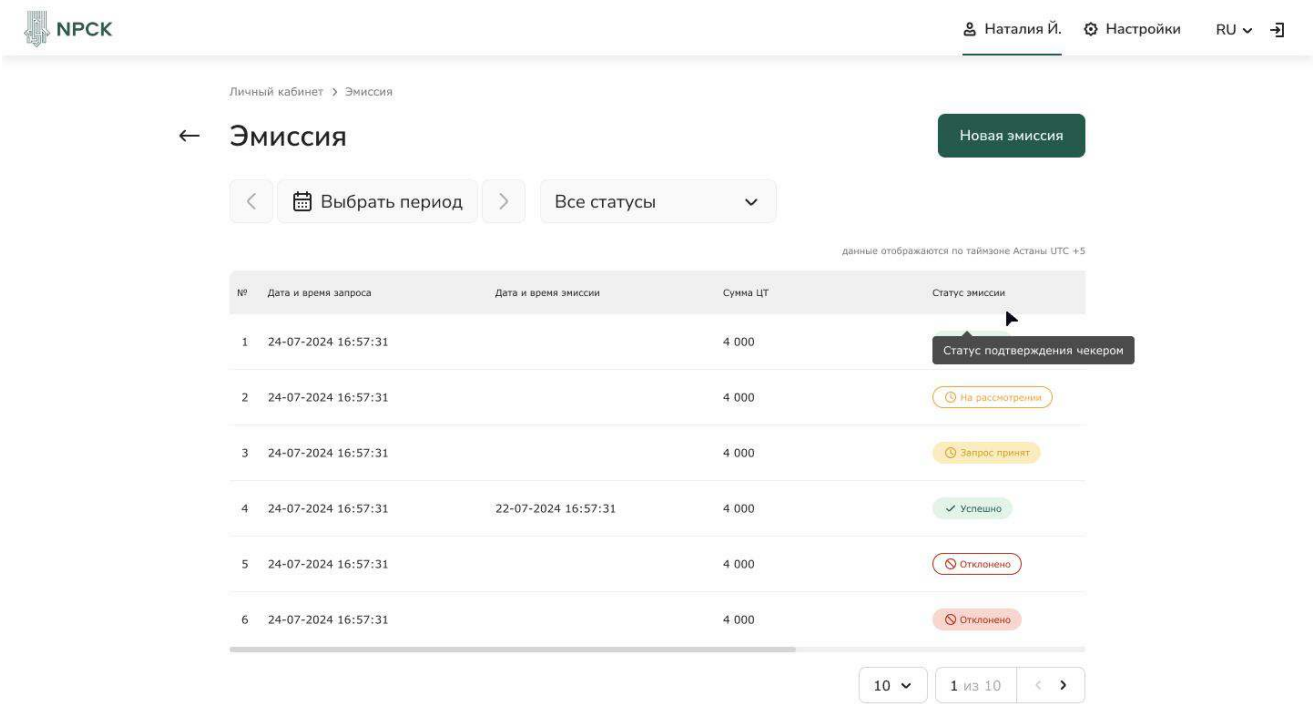 NPCK
Наталия Й. Настройки RU
Личный кабинет > Эмиссия
Эмиссия
Новая эмиссия
Выбрать период
Все статусы
данные отображаются по таймзоне Астаны UTC +5
№ Дата и время запроса Дата и время эмиссии Сумма ЦТ Статус эмиссии
1 24-07-2024 16:57:31 4 000
Статус подтверждения чекером
2 24-07-2024 16:57:31 4 000 На рассмотрении
3 24-07-2024 16:57:31 4 000 Запрос принят
4 24-07-2024 16:57:31 22-07-2024 16:57:31 4 000 Успешно
5 24-07-2024 16:57:31 4 000 Отклонено
6 24-07-2024 16:57:31 4 000 Отклонено
10 1 из 10